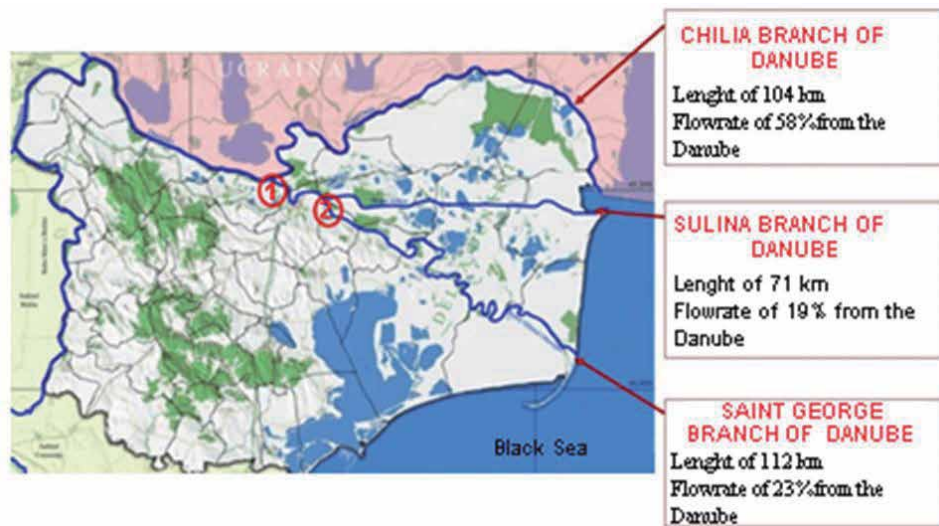 UCRAINA
1
2
Black Sea
CHILIA BRANCH OF
DANUBE
Lenght of 104 km
Flowrate of 58%from the
Danube
SULINA BRANCH OF
DANUBE
Lenght of 71 km
Flowrate of 19% from the
Danube
SAINT GEORGE
BRANCH OF DANUBE
Lenght of 112 km
Flowrate of 23%from the
Danube